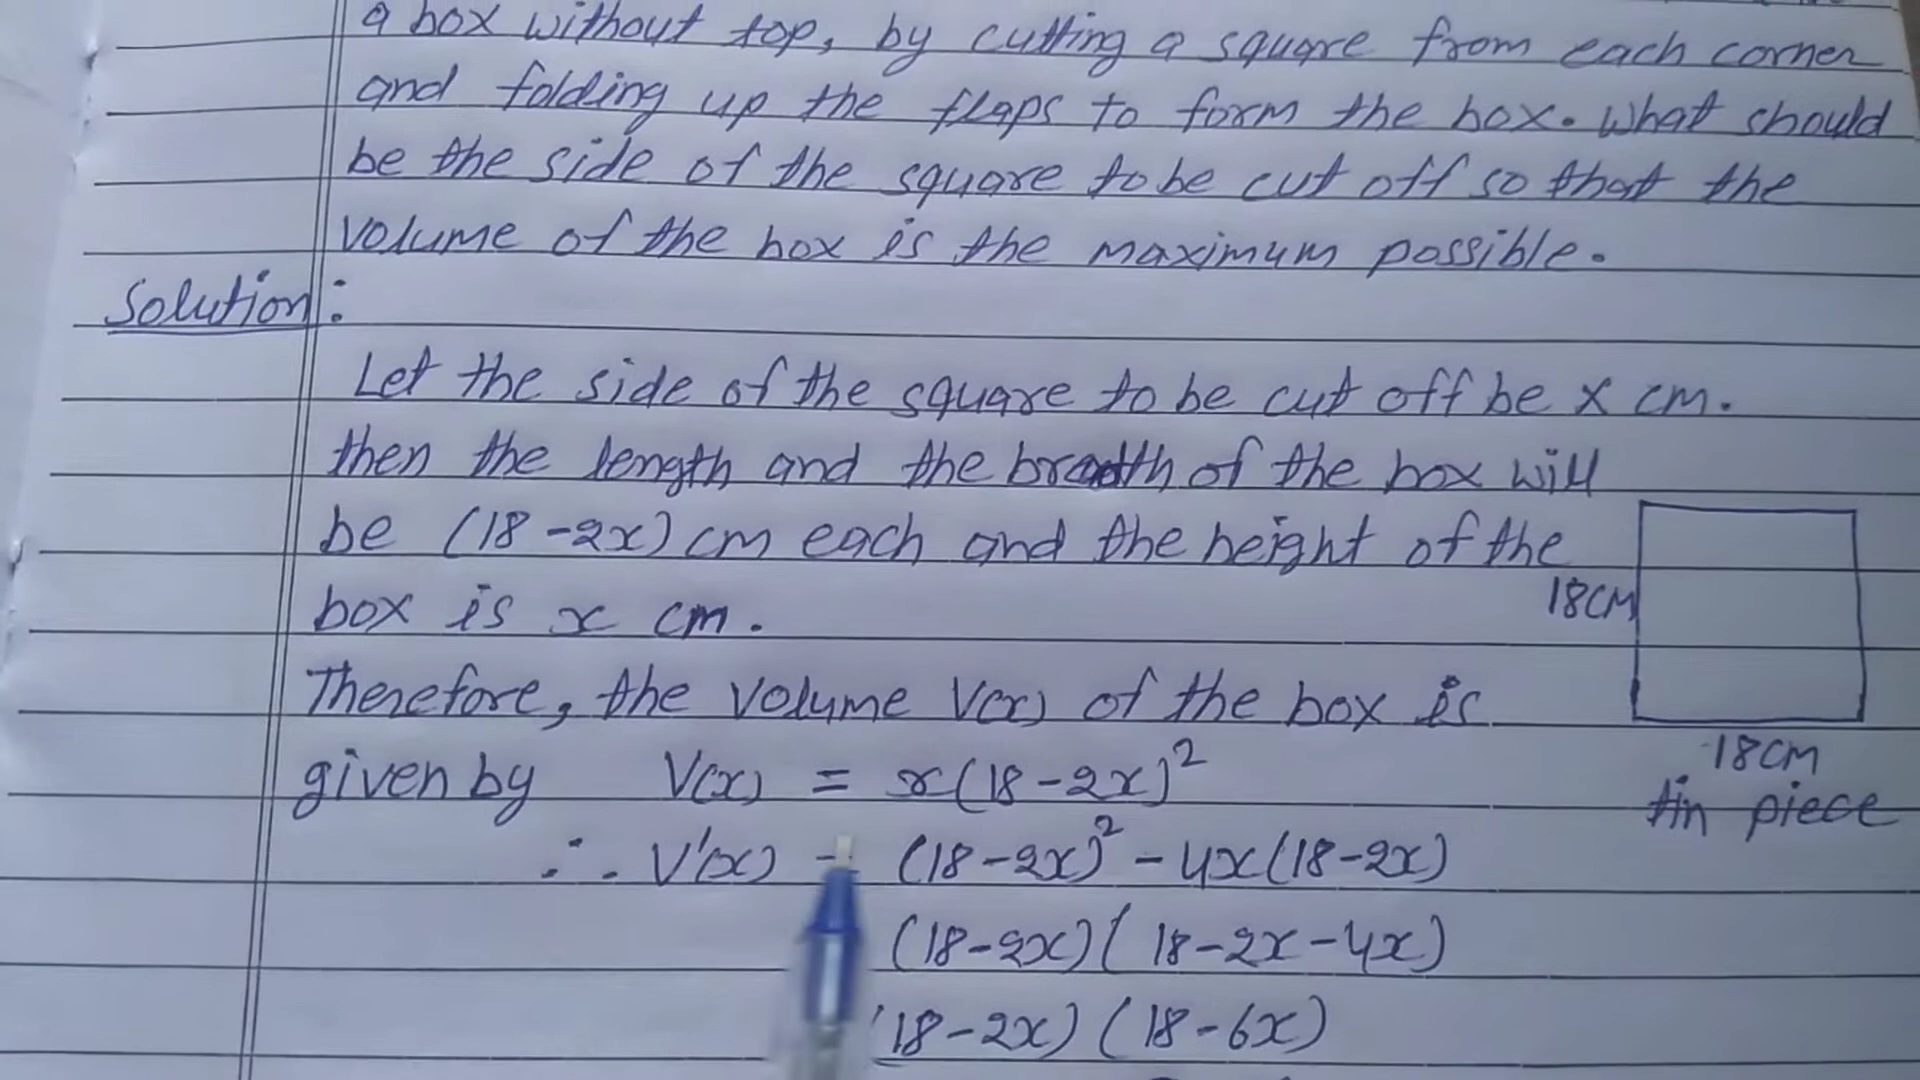 a box without top, by cutting a square from each corner
and folding up the flaps to form the box. What should
be the side of the square to be cut off so that the
volume of the box is the maximum possible.
Solution:
Let the side of the square to be cut off be x cm.
then the length and the breadth of the box will
be (18-2x) cm each and the height of the
box is x cm.
18CM
Therefore, the volume V(x) of the box is
18CM
given by V(x) = x(18-2x)²
tin piece
∴ V'(x) = (18-2x)² - 4x(18-2x)
(18-2x)(18-2x-4x)
(18-2x)(18-6x)